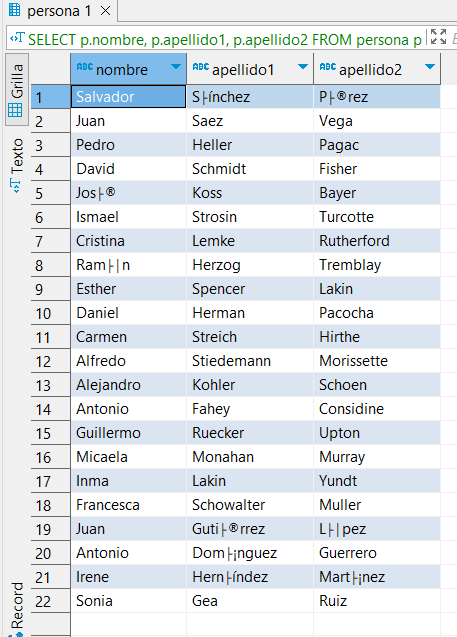 persona 1
SELECT p.nombre, p.apellido1, p.apellido2 FROM persona p
Grilla
Texto
Record
ABC nombre ABC apellido1 ABC apellido2
1 Salvador S├ínchez P├®rez
2 Juan Saez Vega
3 Pedro Heller Pagac
4 David Schmidt Fisher
5 Jos├® Koss Bayer
6 Ismael Strosin Turcotte
7 Cristina Lemke Rutherford
8 Ram├│n Herzog Tremblay
9 Esther Spencer Lakin
10 Daniel Herman Pacocha
11 Carmen Streich Hirthe
12 Alfredo Stiedemann Morissette
13 Alejandro Kohler Schoen
14 Antonio Fahey Considine
15 Guillermo Ruecker Upton
16 Micaela Monahan Murray
17 Inma Lakin Yundt
18 Francesca Schowalter Muller
19 Juan Guti├®rrez L├│pez
20 Antonio Dom├¡nguez Guerrero
21 Irene Hern├índez Mart├¡nez
22 Sonia Gea Ruiz